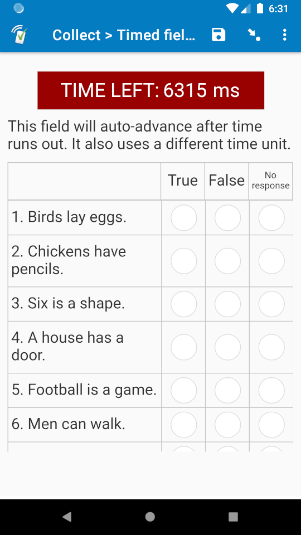 6:31
Collect > Timed fiel...
TIME LEFT: 6315 ms
This field will auto-advance after time
runs out. It also uses a different time unit.
True False No
response
1. Birds lay eggs.
2. Chickens have
pencils.
3. Six is a shape.
4. A house has a
door.
5. Football is a game.
6. Men can walk.